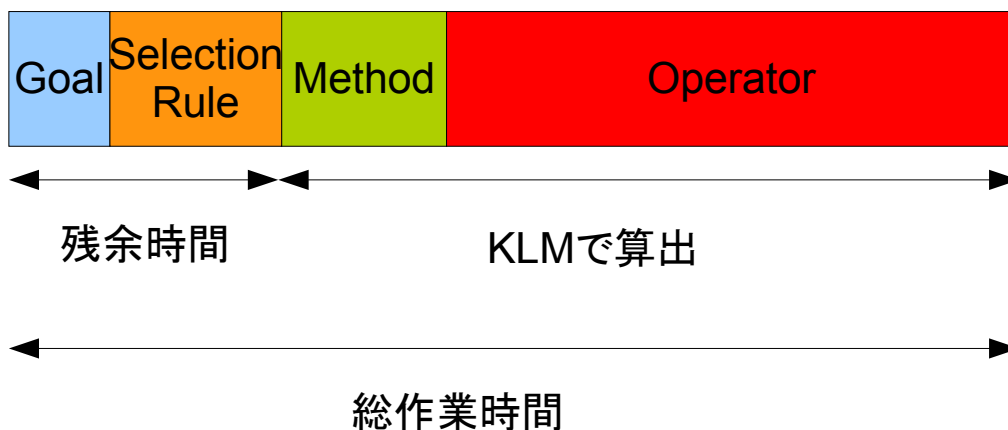 Goal
Selection
Rule
Method
Operator
残余時間
KLMで算出
総作業時間